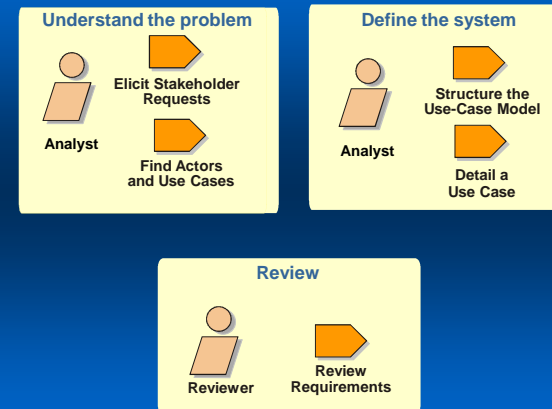 Understand the problem
Elicit Stakeholder
Requests
Analyst
Find Actors
and Use Cases
Define the system
Structure the
Use-Case Model
Analyst
Detail a
Use Case
Review
Reviewer
Review
Requirements